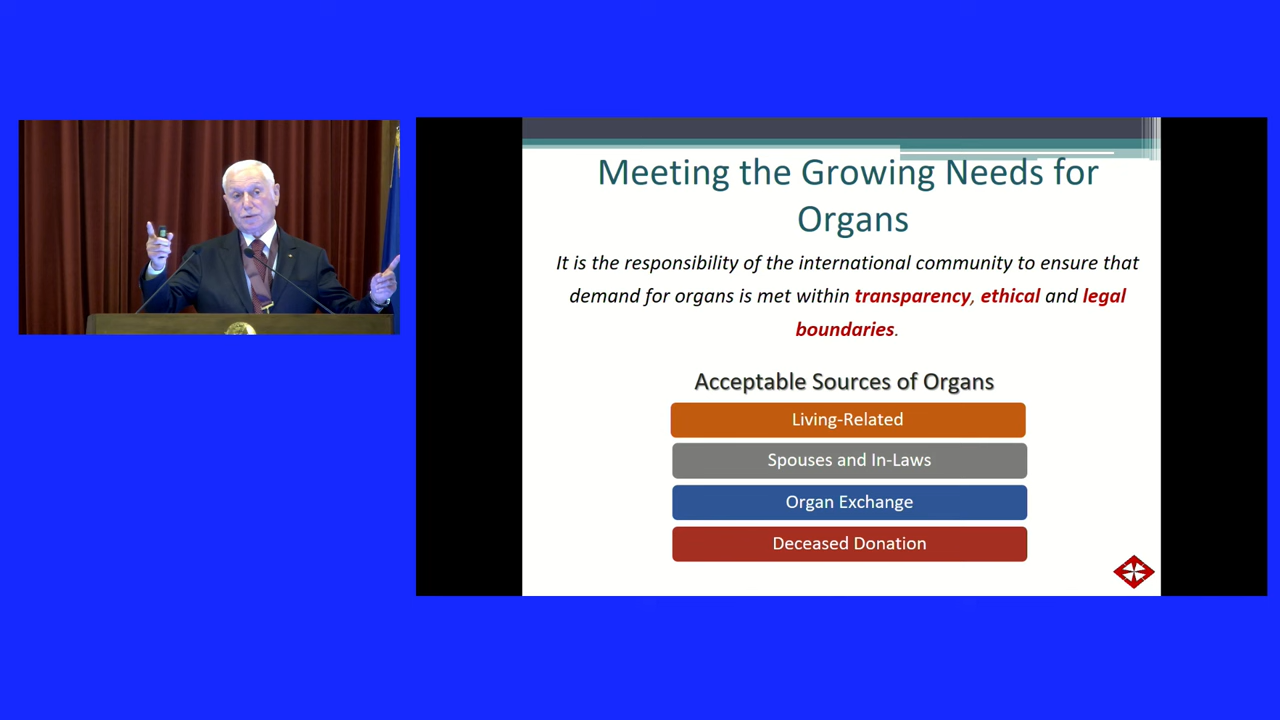 Meeting the Growing Needs for
Organs
It is the responsibility of the international community to ensure that
demand for organs is met within transparency, ethical and legal
boundaries.
Acceptable Sources of Organs
Living-Related
Spouses and In-Laws
Organ Exchange
Deceased Donation